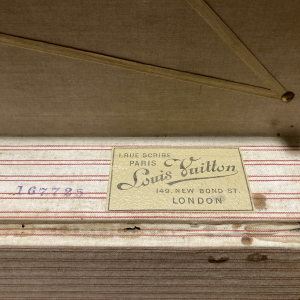 1.RUE SCRIBE
PARIS
Louis Vuitton
149. NEW BOND ST.
LONDON
167725